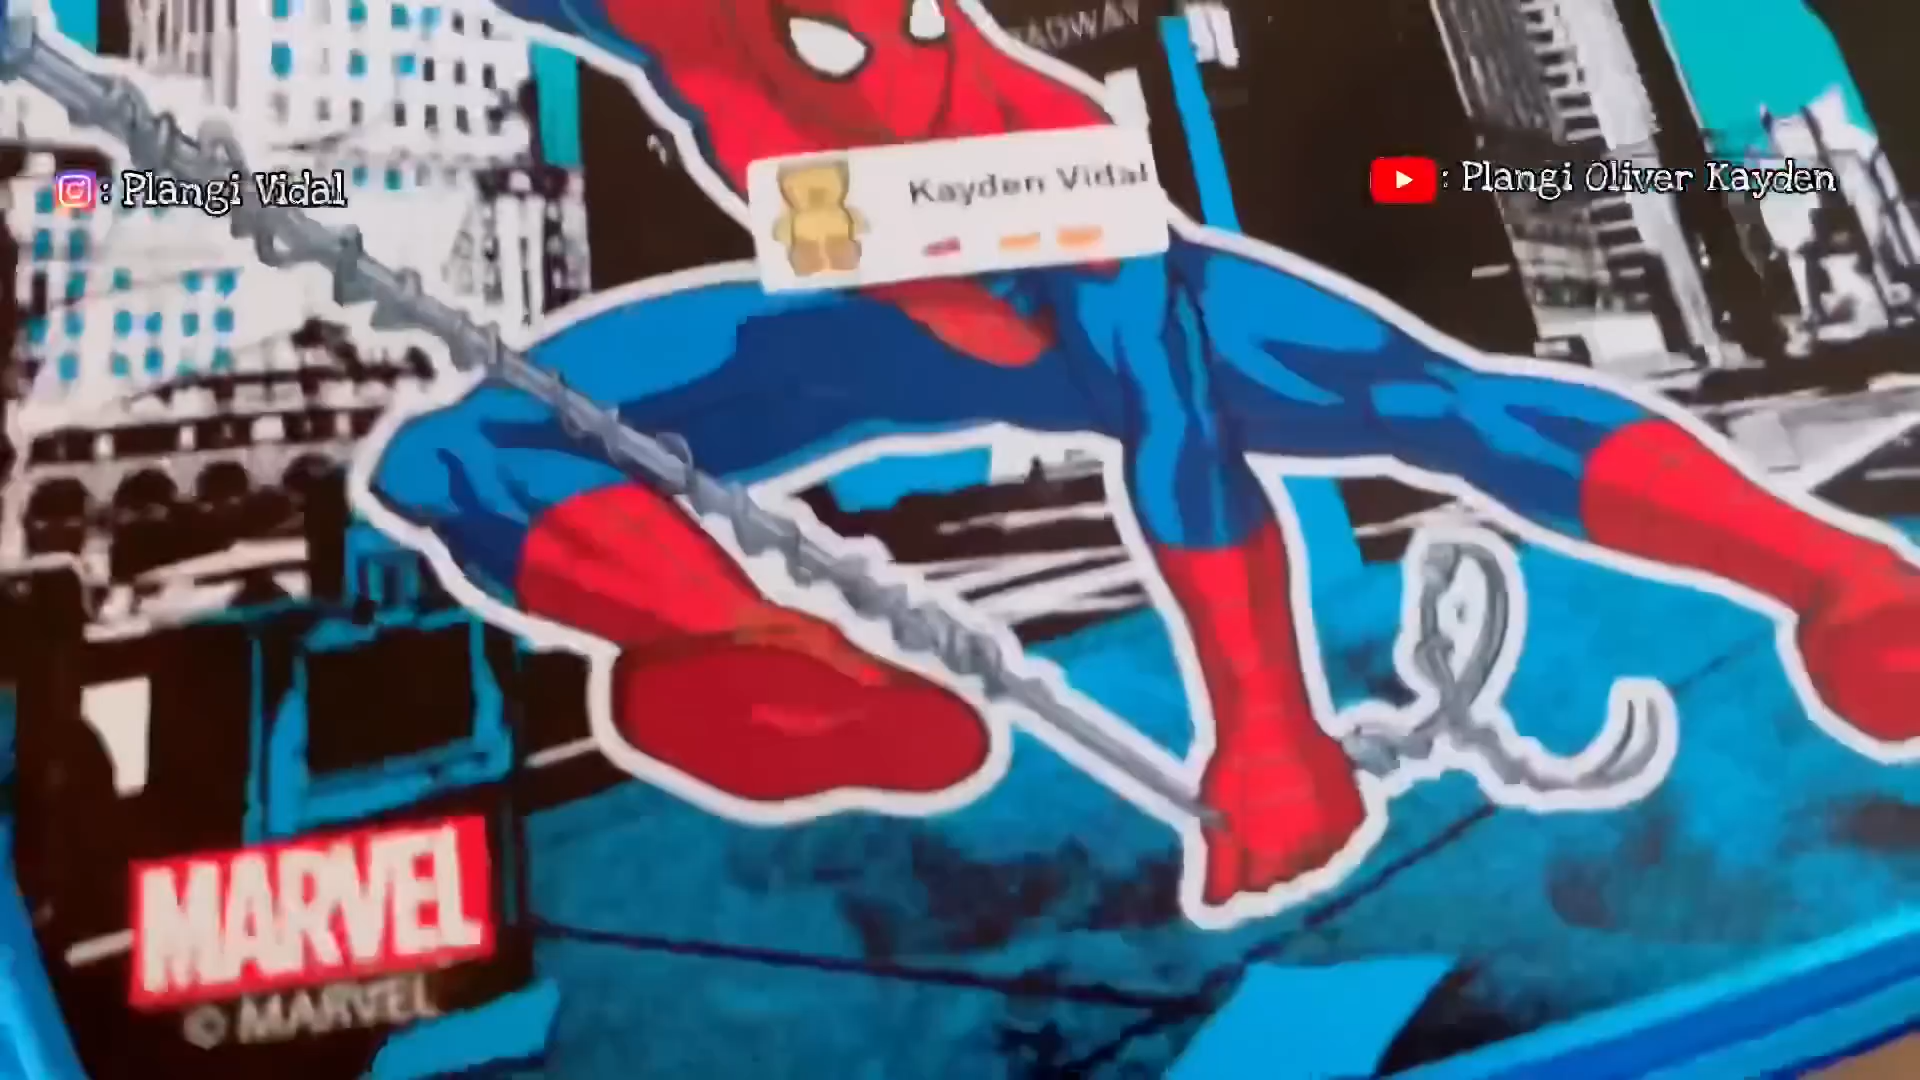 : Plangi Vidal
: Plangi Oliver Kayden
Kayden Vidal
MARVEL
© MARVEL